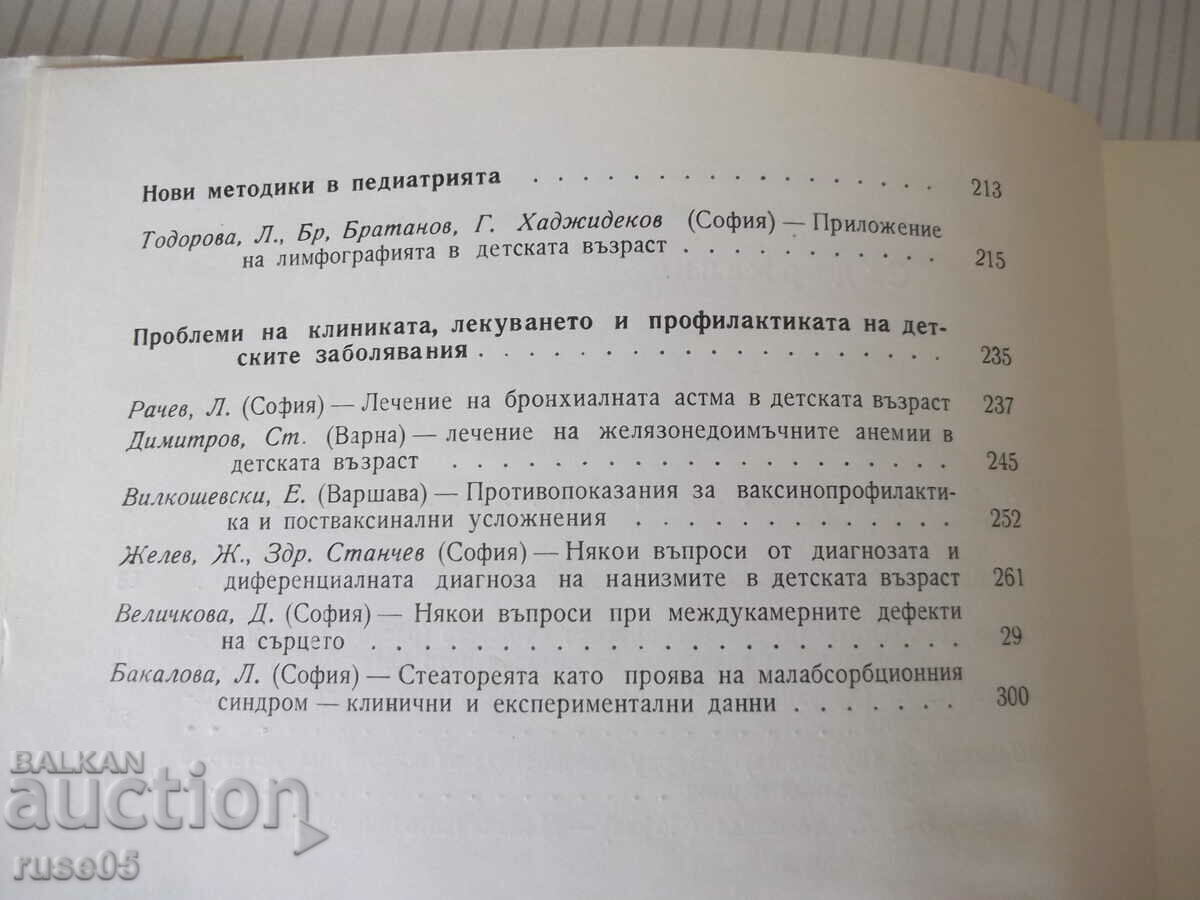 Нови методики в педиатрията . . . . . . . . . . . . . . . . . 213
Тодорова, Л., Бр, Братанов, Г. Хаджидеков (София) — Приложение
на лимфографията в детската възраст . . . . . . . . . . . 215
Проблеми на клиниката, лекуването и профилактиката на дет-
ските заболявания . . . . . . . . . . . . . . . . . . 235
Рачев, Л. (София) — Лечение на бронхиалната астма в детската възраст 237
Димитров, Ст. (Варна) — лечение на желязонедоимъчните анемии в
детската възраст . . . . . . . . . . . . . . . . . . . 245
Вилкошевски, Е. (Варшава) — Противопоказания за ваксинопрофилакти-
ка и постваксинални усложнения . . . . . . . . . . . . . 252
Желев, Ж., Здр. Станчев (София) — Някои въпроси от диагнозата и
диференциалната диагноза на нанизмите в детската възраст 261
Величкова, Д. (София) — Някои въпроси при междукамерните дефекти
на сърцего . . . . . . . . . . . . . . . . . . . . . . . 29
Бакалова, Л. (София) — Стеатореята като проява на малабсорбционния
синдром — клинични и експериментални данни . . . . . . . 300
BALKAN
auction
ruse05